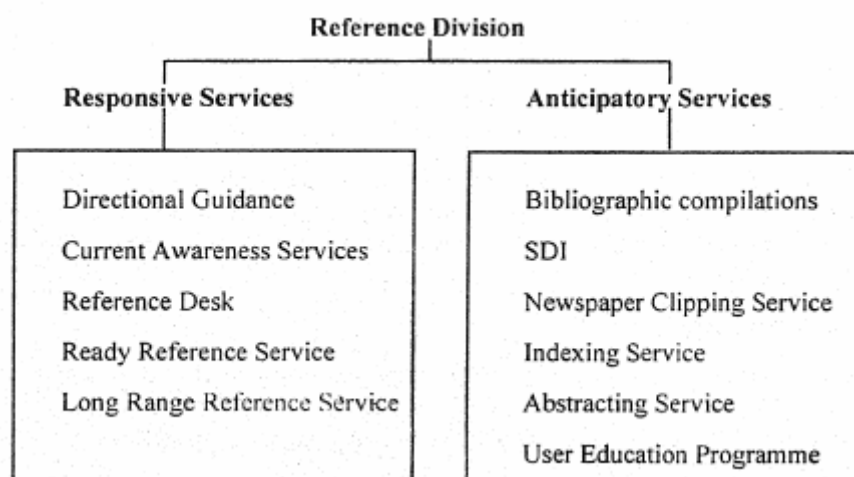 Reference Division
Responsive Services
Anticipatory Services
Directional Guidance
Current Awareness Services
Reference Desk
Ready Reference Service
Long Range Reference Service
Bibliographic compilations
SDI
Newspaper Clipping Service
Indexing Service
Abstracting Service
User Education Programme